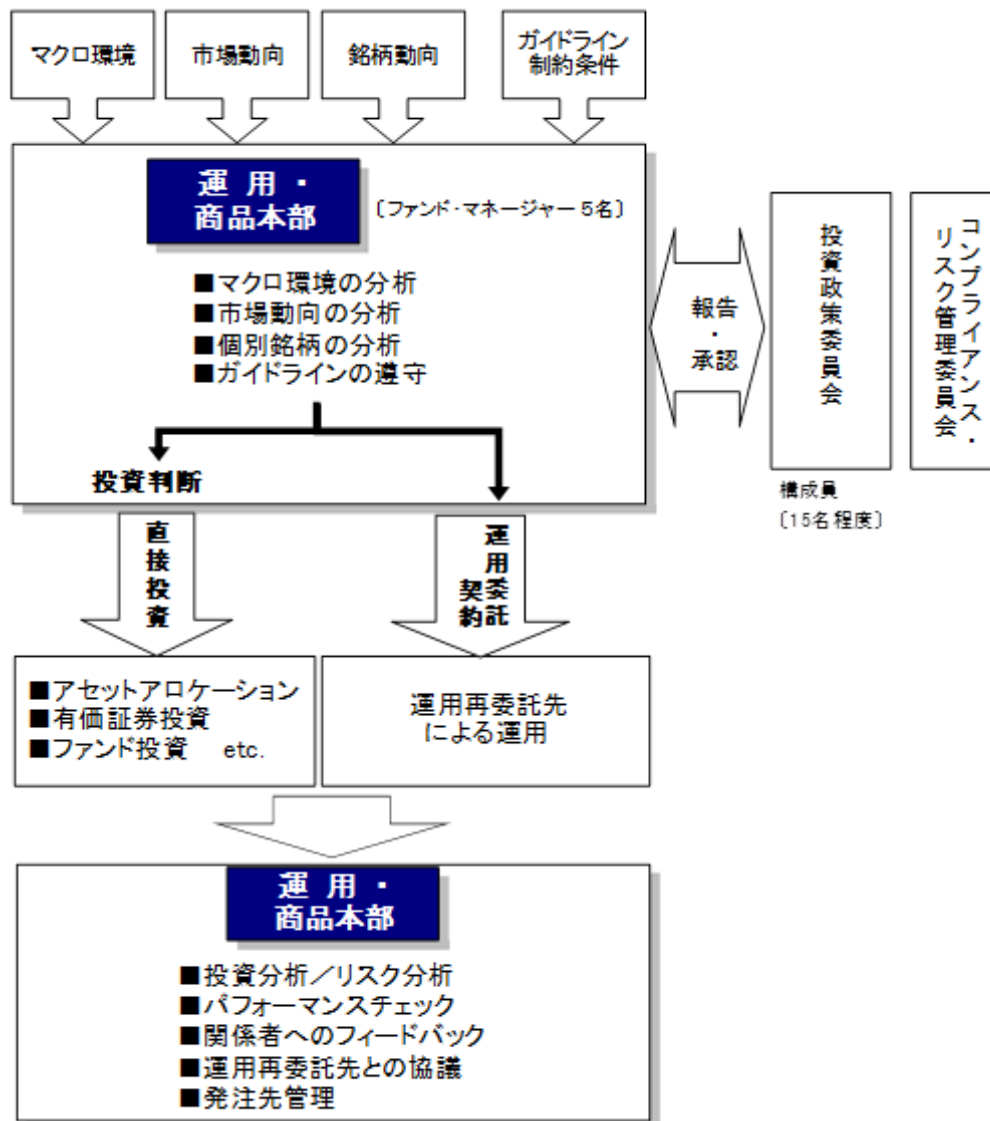 マクロ環境
市場動向
銘柄動向
ガイドライン
制約条件
運 用 ・
商品本部
〔ファンド・マネージャー 5名〕
■マクロ環境の分析
■市場動向の分析
■個別銘柄の分析
■ガイドラインの遵守
投資判断
報告
・
承認
投資政策委員会
コンプライアンス・
リスク管理委員会
構成員
〔15名程度〕
直接投資
運用委託
契約
■アセットアロケーション
■有価証券投資
■ファンド投資 etc.
運用再委託先
による運用
運 用 ・
商品本部
■投資分析／リスク分析
■パフォーマンスチェック
■関係者へのフィードバック
■運用再委託先との協議
■発注先管理